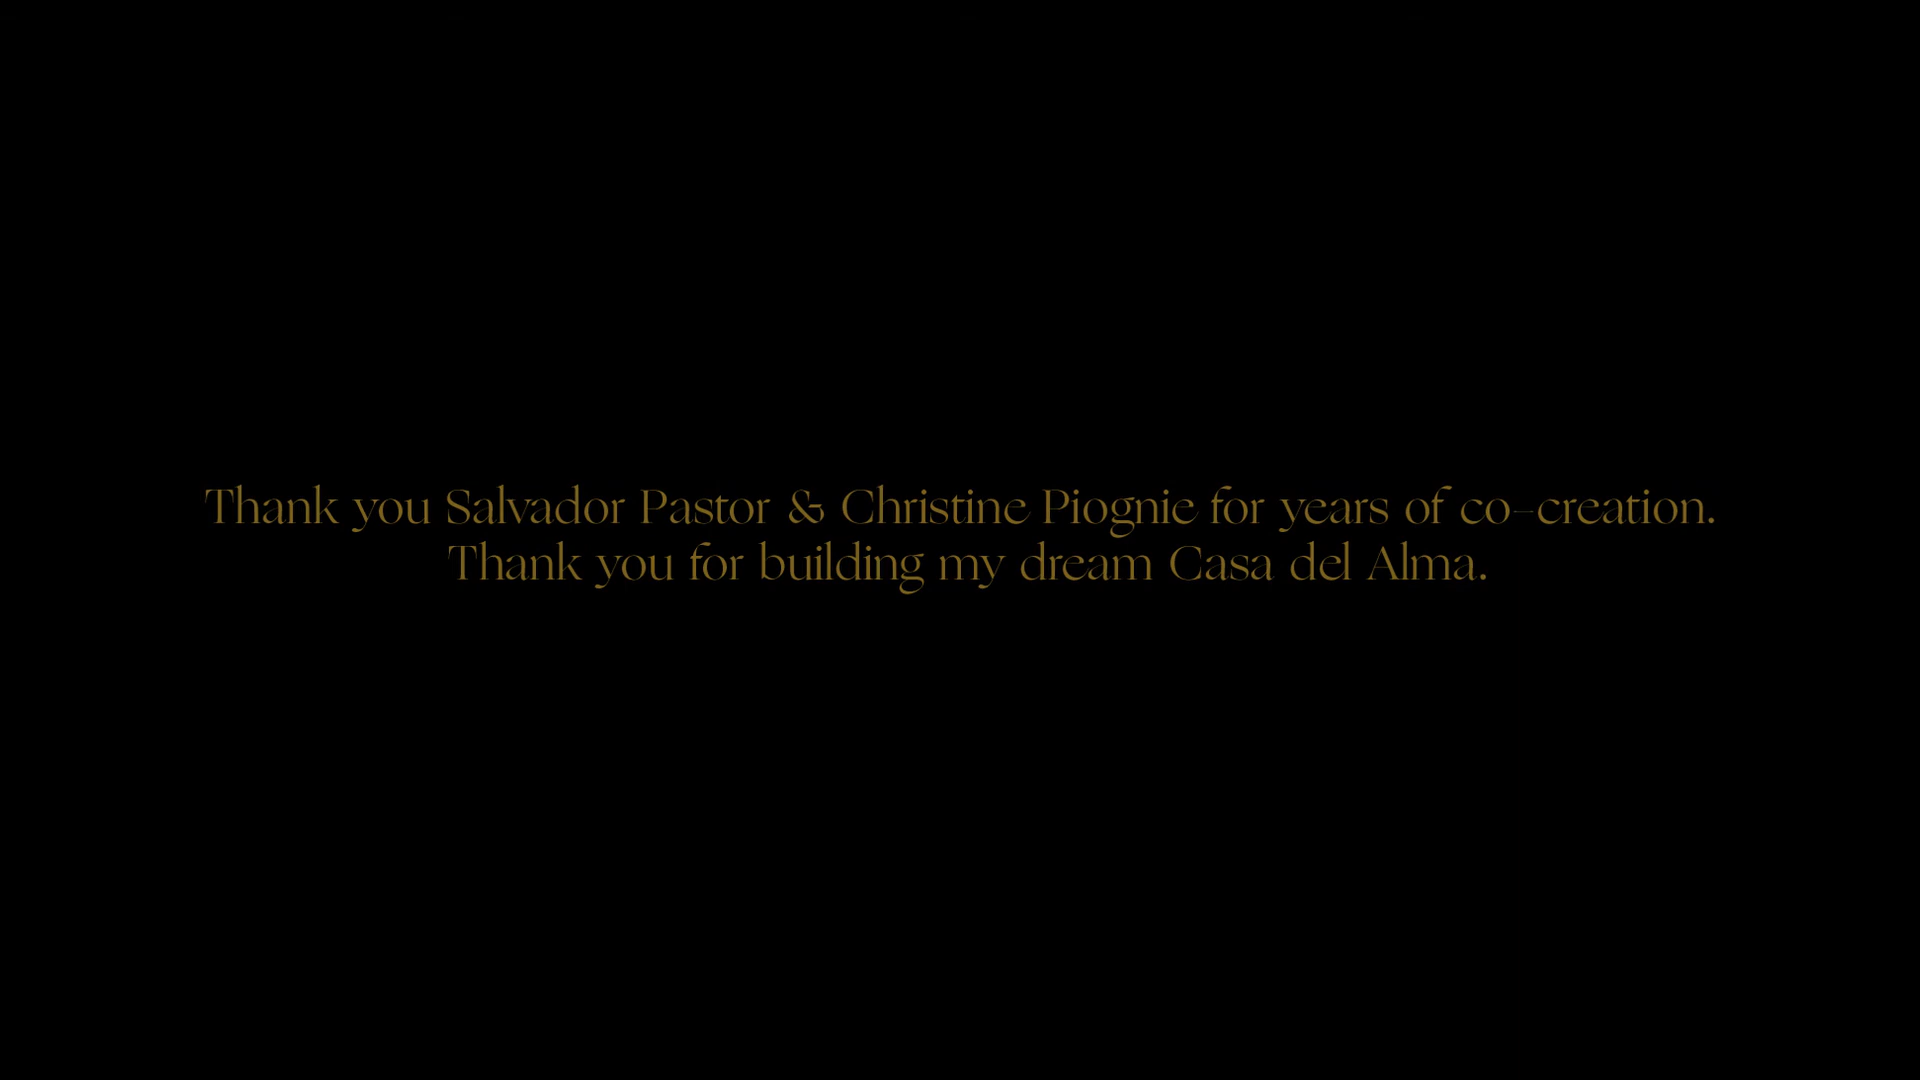 Thank you Salvador Pastor & Christine Piognie for years of co-creation.
Thank you for building my dream Casa del Alma.